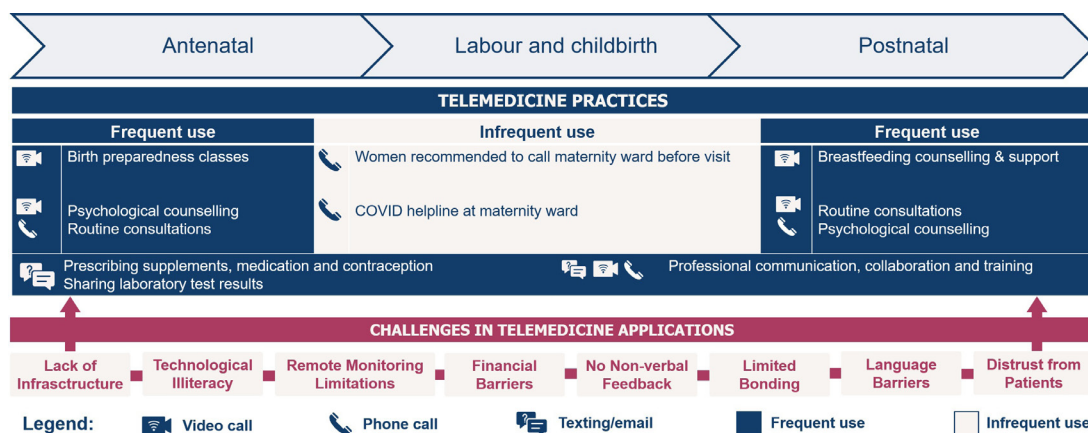 Antenatal
Labour and childbirth
Postnatal
TELEMEDICINE PRACTICES
Frequent use
Infrequent use
Frequent use
Birth preparedness classes
Women recommended to call maternity ward before visit
Breastfeeding counselling & support
Psychological counselling
Routine consultations
COVID helpline at maternity ward
Routine consultations
Psychological counselling
Prescribing supplements, medication and contraception
Sharing laboratory test results
Professional communication, collaboration and training
CHALLENGES IN TELEMEDICINE APPLICATIONS
Lack of
Infrasctructure
Technological
Illiteracy
Remote Monitoring
Limitations
Financial
Barriers
No Non-verbal
Feedback
Limited
Bonding
Language
Barriers
Distrust from
Patients
Legend:
Video call
Phone call
Texting/email
Frequent use
Infrequent use